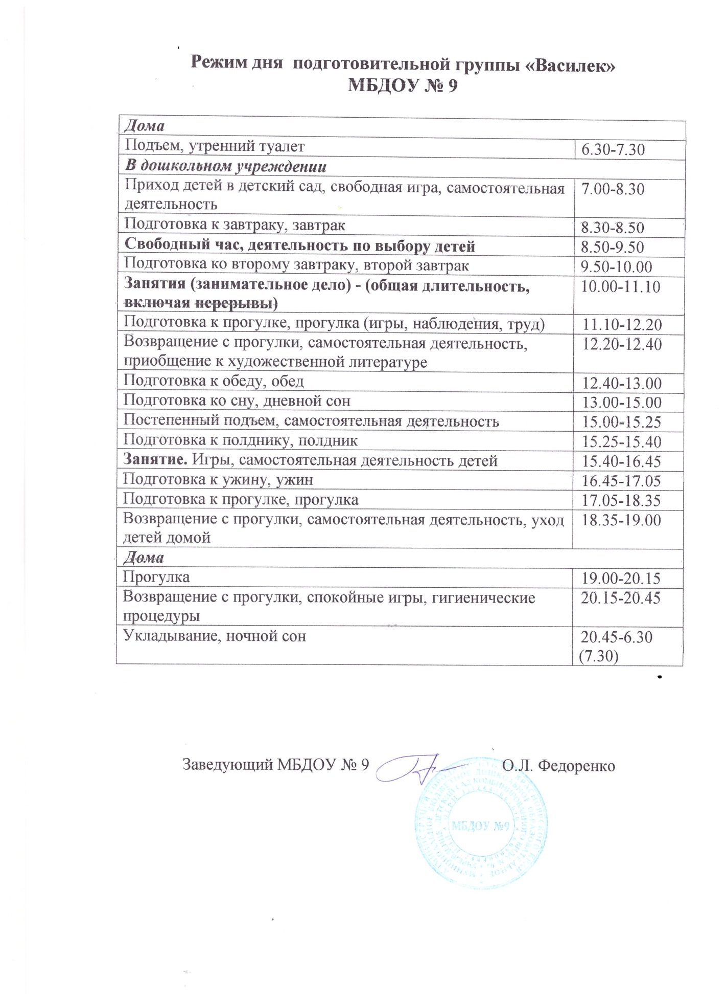 Режим дня подготовительной группы «Василек»
МБДОУ № 9
Дома
Подъем, утренний туалет 6.30-7.30
В дошкольном учреждении
Приход детей в детский сад, свободная игра, самостоятельная 7.00-8.30
деятельность
Подготовка к завтраку, завтрак 8.30-8.50
Свободный час, деятельность по выбору детей 8.50-9.50
Подготовка ко второму завтраку, второй завтрак 9.50-10.00
Занятия (занимательное дело) - (общая длительность, 10.00-11.10
включая перерывы)
Подготовка к прогулке, прогулка (игры, наблюдения, труд) 11.10-12.20
Возвращение с прогулки, самостоятельная деятельность, 12.20-12.40
приобщение к художественной литературе
Подготовка к обеду, обед 12.40-13.00
Подготовка ко сну, дневной сон 13.00-15.00
Постепенный подъем, самостоятельная деятельность 15.00-15.25
Подготовка к полднику, полдник 15.25-15.40
Занятие. Игры, самостоятельная деятельность детей 15.40-16.45
Подготовка к ужину, ужин 16.45-17.05
Подготовка к прогулке, прогулка 17.05-18.35
Возвращение с прогулки, самостоятельная деятельность, уход 18.35-19.00
детей домой
Дома
Прогулка 19.00-20.15
Возвращение с прогулки, спокойные игры, гигиенические 20.15-20.45
процедуры
Укладывание, ночной сон 20.45-6.30
(7.30)
Заведующий МБДОУ № 9 О.Л. Федоренко
МБДОУ №9